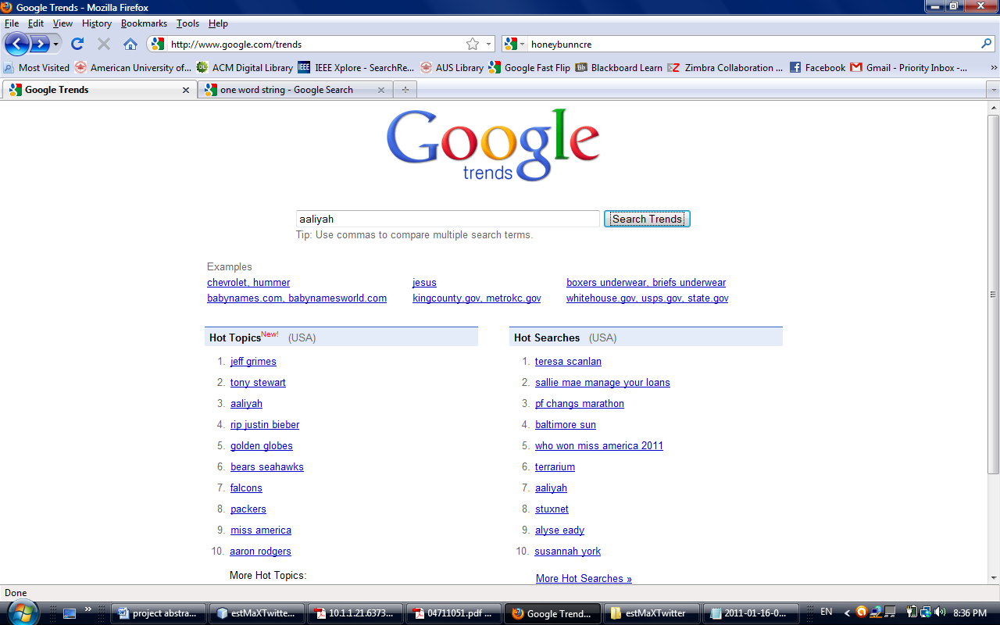 Google Trends - Mozilla Firefox
File Edit View History Bookmarks Tools Help
http://www.google.com/trends honeybunncre
Most Visited American University of... ACM Digital Library IEEE IEEE Xplore - SearchRe... AUS Library Google Fast Flip Bb Blackboard Learn Zimbra Collaboration ... Facebook Gmail - Priority Inbox -... »
Google Trends one word string - Google Search
Google
trends
aaliyah Search Trends
Tip: Use commas to compare multiple search terms.
Examples
chevrolet, hummer jesus boxers underwear, briefs underwear
babynames.com, babynamesworld.com kingcounty.gov, metrokc.gov whitehouse.gov, usps.gov, state.gov
Hot Topics New! (USA)
1. jeff grimes
2. tony stewart
3. aaliyah
4. rip justin bieber
5. golden globes
6. bears seahawks
7. falcons
8. packers
9. miss america
10. aaron rodgers
More Hot Topics:
Hot Searches (USA)
1. teresa scanlan
2. sallie mae manage your loans
3. pf changs marathon
4. baltimore sun
5. who won miss america 2011
6. terrarium
7. aaliyah
8. stuxnet
9. alyse eady
10. susannah york
More Hot Searches »
Done
» project abstra... estMaXTwitte... 10.1.1.21.6373... 04711051.pdf ... Google Tren... estMaXTwitter 2011-01-16-0... EN 8:36 PM